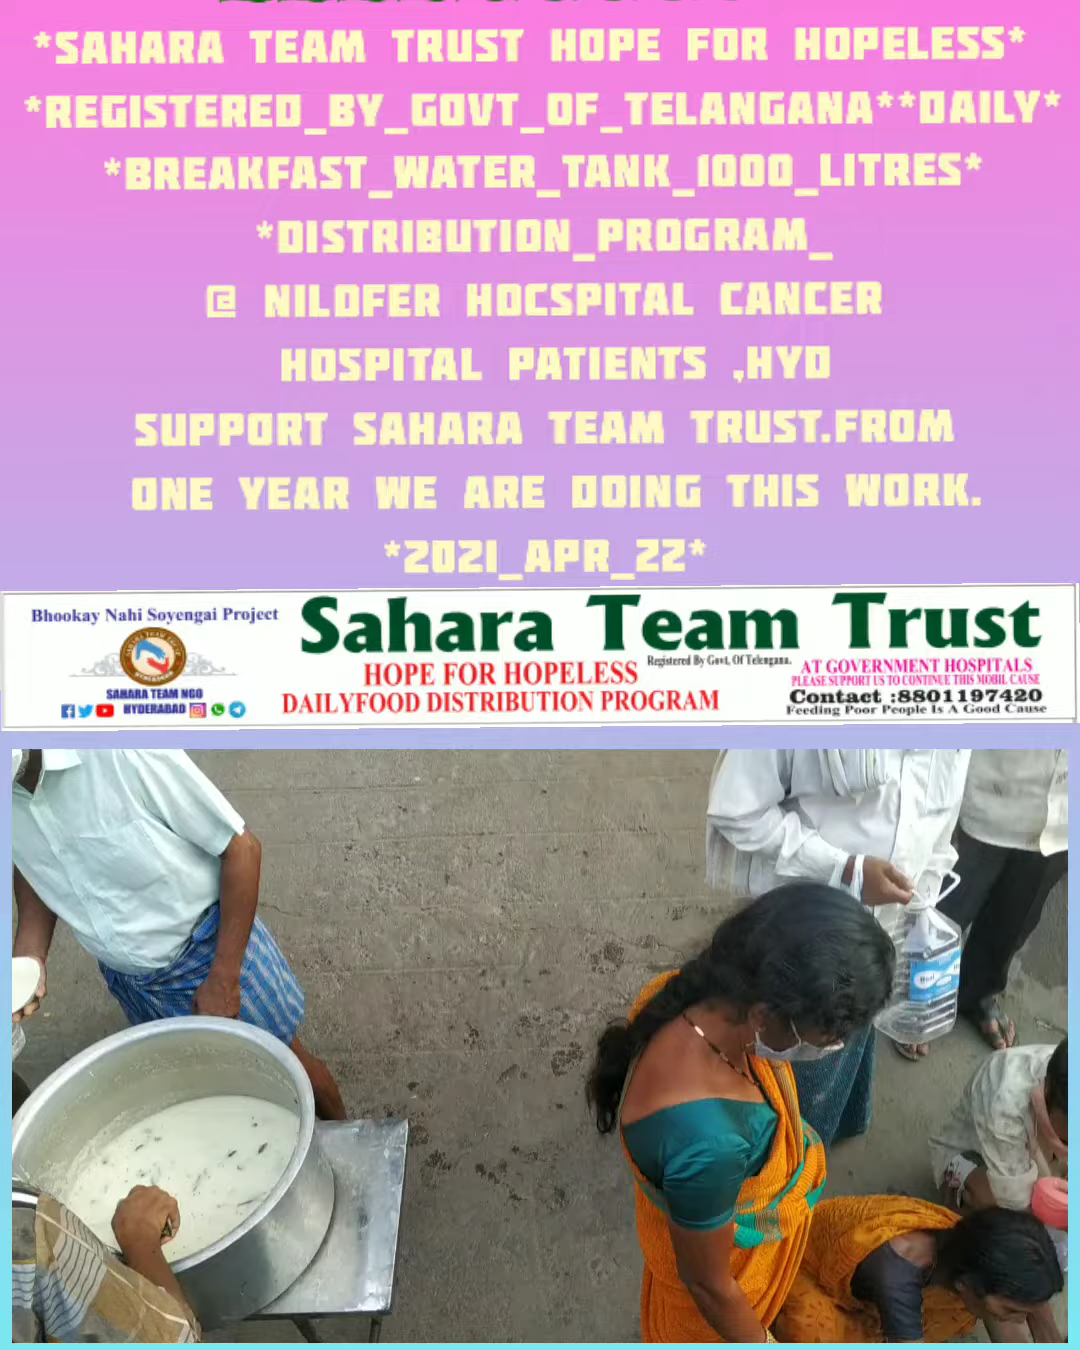 *SAHARA TEAM TRUST HOPE FOR HOPELESS*
*REGISTERED_BY_GOVT_OF_TELANGANA**DAILY*
*BREAKFAST_WATER_TANK_1000_LITRES*
*DISTRIBUTION_PROGRAM_
@ NILOFER HOCSPITAL CANCER
HOSPITAL PATIENTS ,HYD
SUPPORT SAHARA TEAM TRUST.FROM
ONE YEAR WE ARE DOING THIS WORK.
*2021_APR_22*
Bhookay Nahi Soyengai Project
SAHARA TEAM NGO
HYDERABAD
Sahara Team Trust
Registered By Govt, Of Telengana.
HOPE FOR HOPELESS
DAILYFOOD DISTRIBUTION PROGRAM
AT GOVERNMENT HOSPITALS
PLEASE SUPPORT US TO CONTINUE THIS MOBIL CAUSE
Contact :8801197420
Feeding Poor People Is A Good Cause